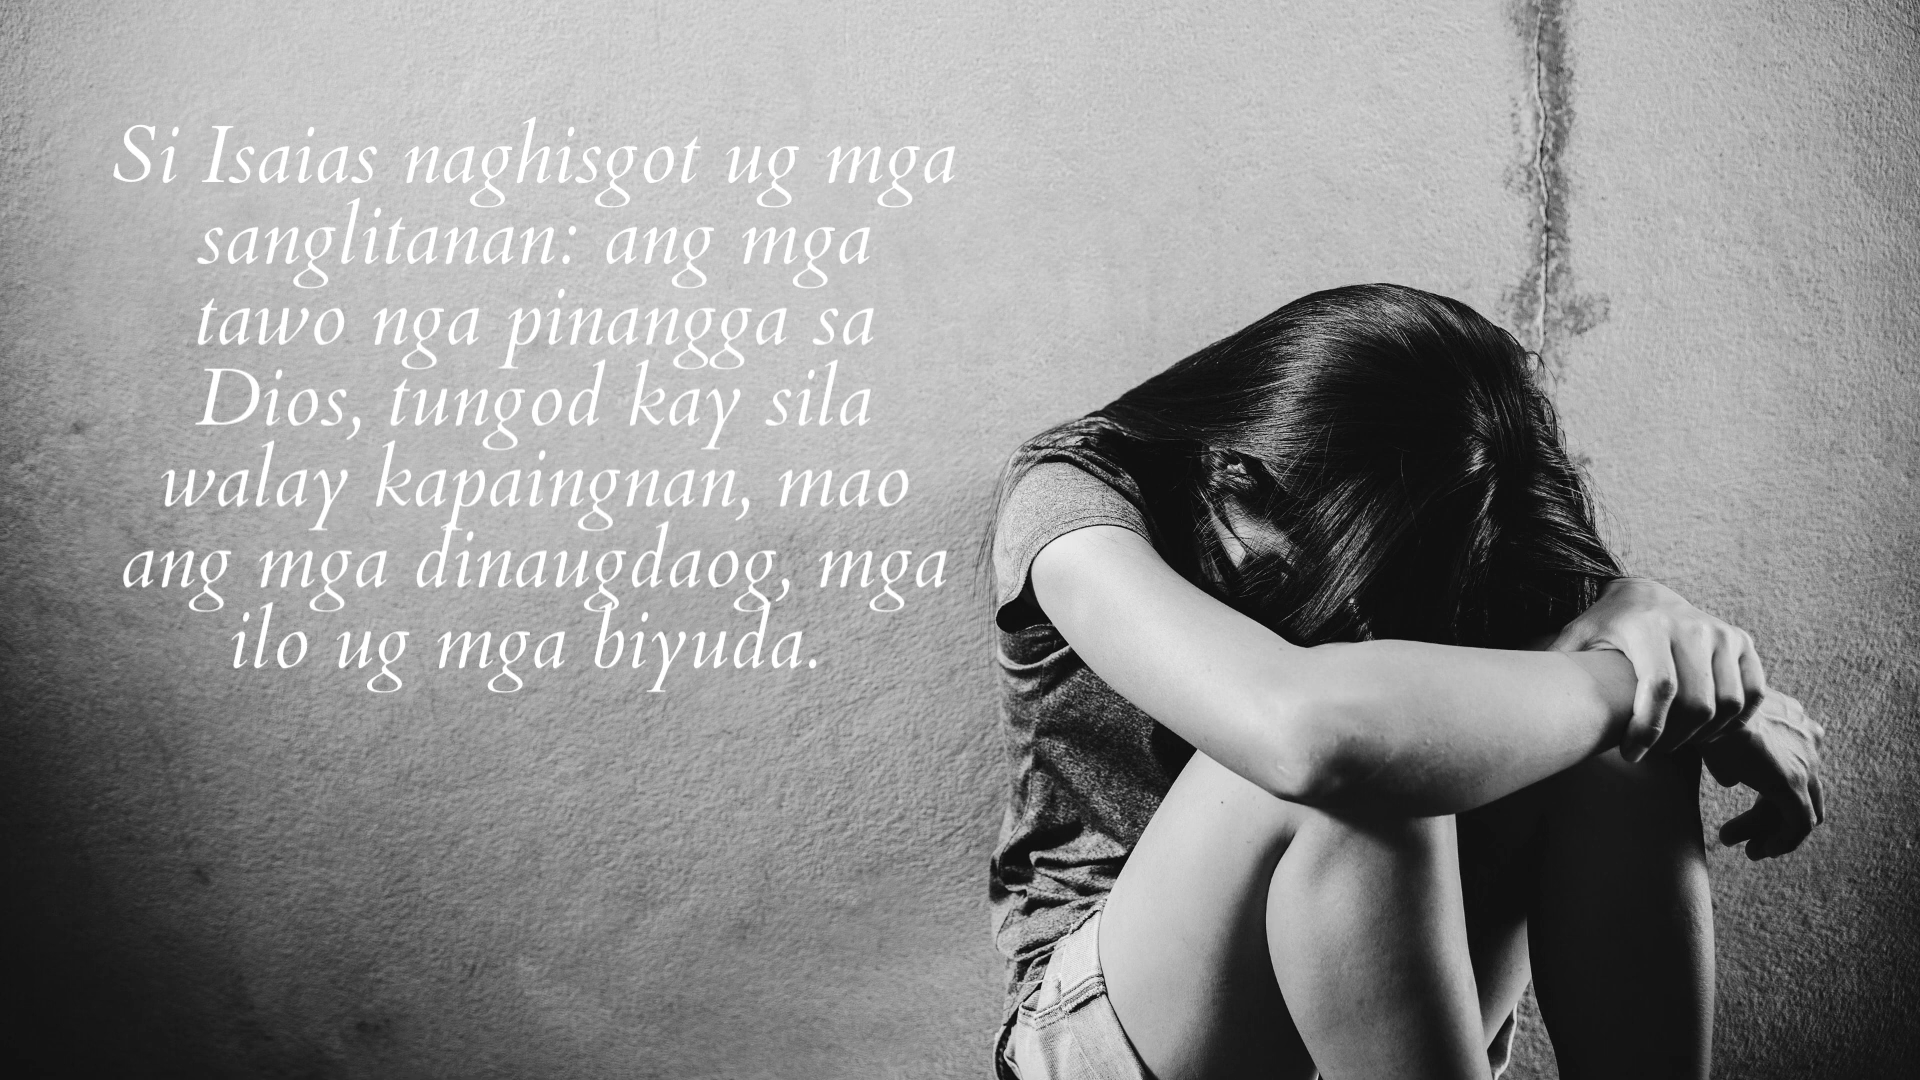 Si Isaias naghisgot ug mga
sanglitanan: ang mga
tawo nga pinangga sa
Dios, tungod kay sila
walay kapaingnan, mao
ang mga dinaugdaog, mga
ilo ug mga biyuda.